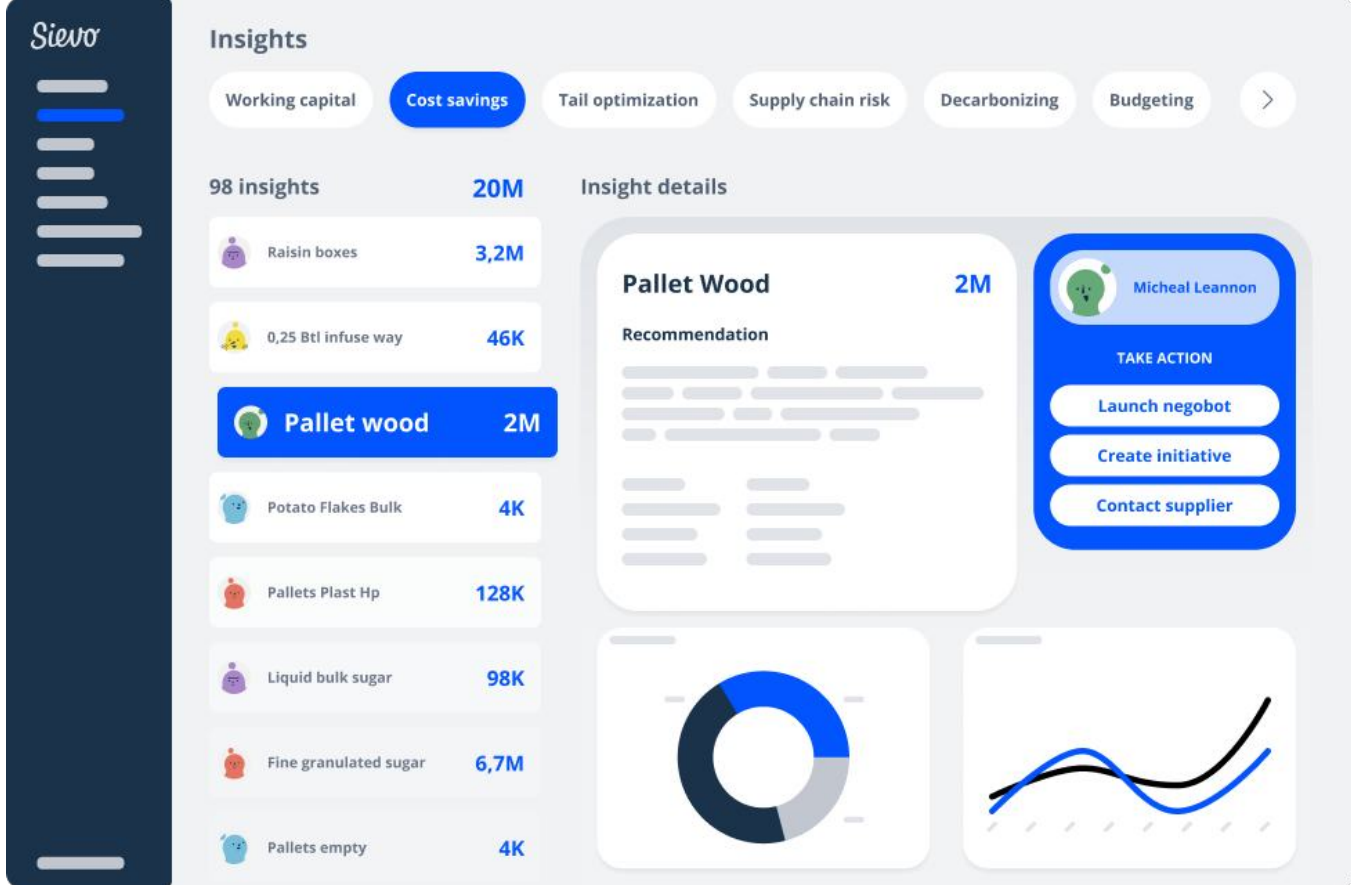 Sievo
Insights
Working capital
Cost savings
Tail optimization
Supply chain risk
Decarbonizing
Budgeting
98 insights
20M
Raisin boxes
3,2M
0,25 Btl infuse way
46K
Pallet wood
2M
Potato Flakes Bulk
4K
Pallets Plast Hp
128K
Liquid bulk sugar
98K
Fine granulated sugar
6,7M
Pallets empty
4K
Insight details
Pallet Wood
2M
Recommendation
Micheal Leannon
TAKE ACTION
Launch negobot
Create initiative
Contact supplier